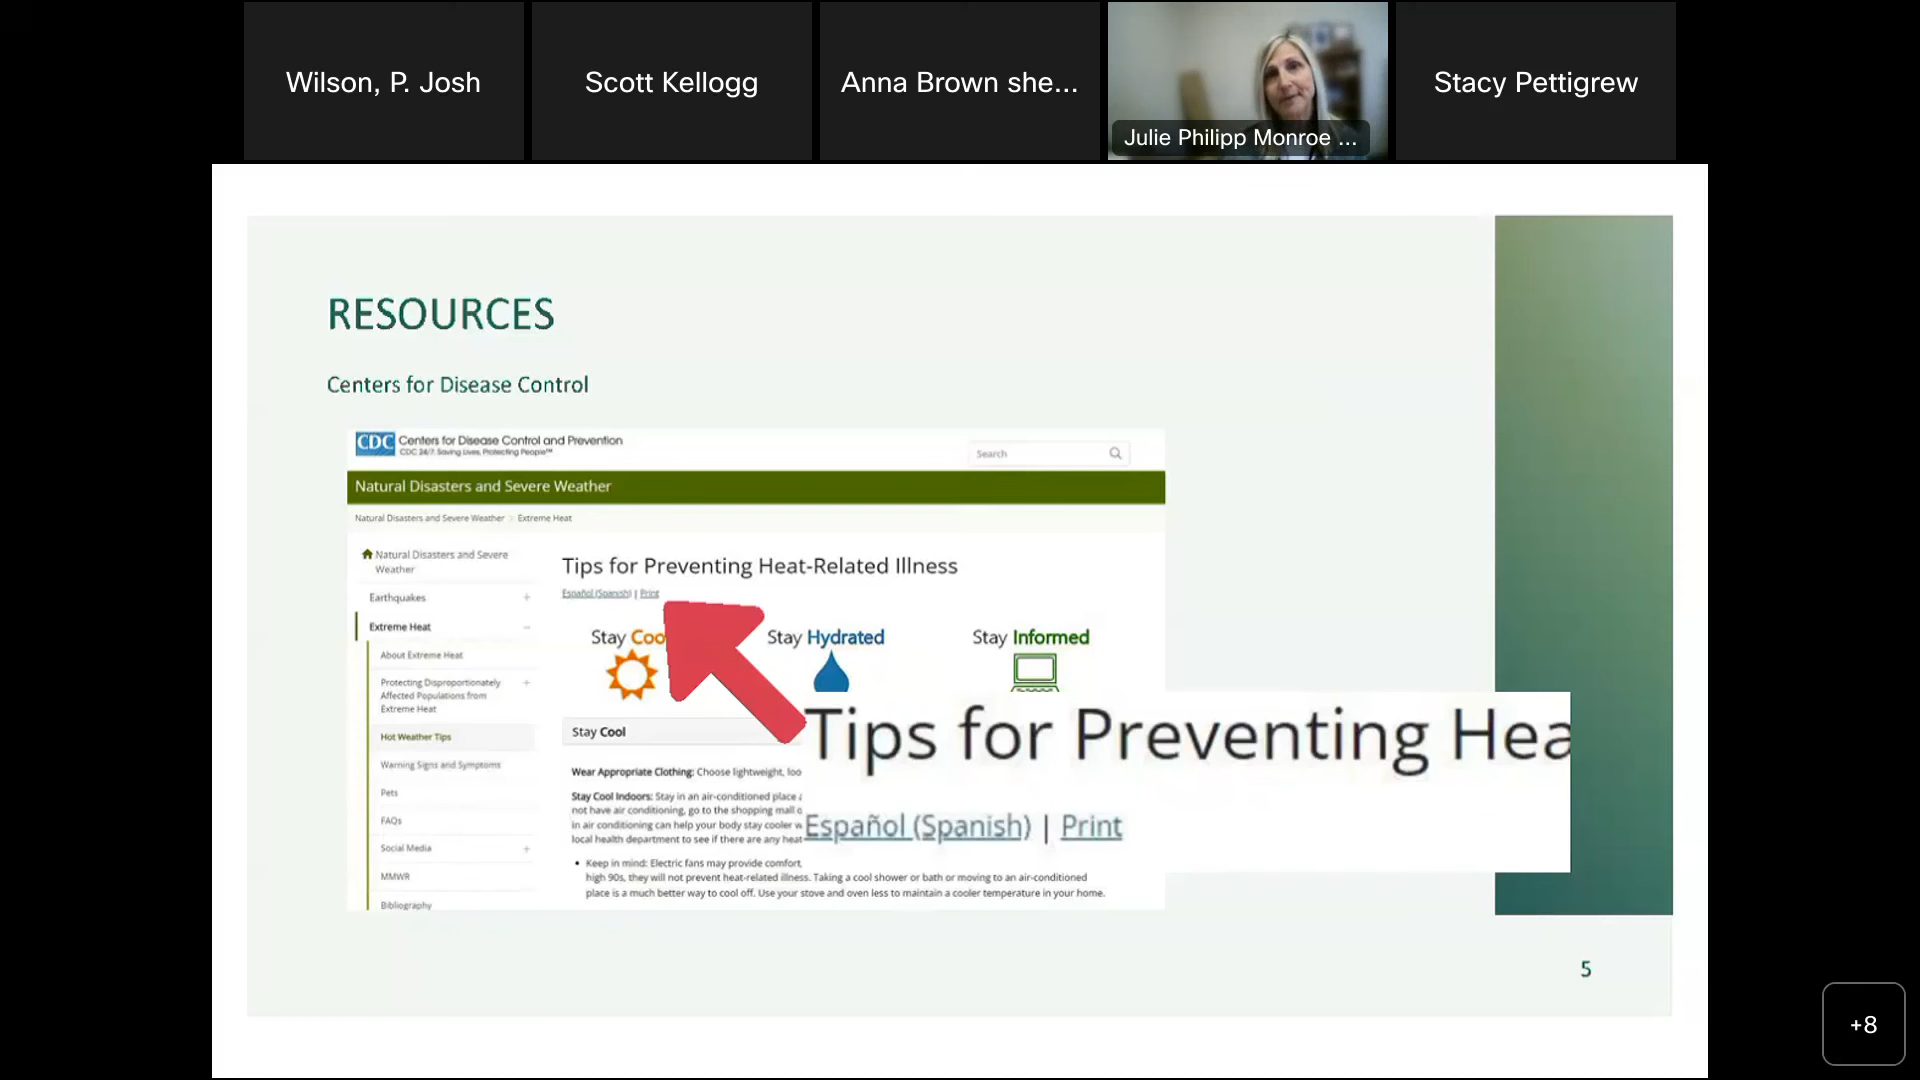 Wilson, P. Josh
Scott Kellogg
Anna Brown she...
Julie Philipp Monroe ...
Stacy Pettigrew
RESOURCES
Centers for Disease Control
CDC Centers for Disease Control and Prevention
CDC 24/7. Saving Lives, Protecting People™
Search
Natural Disasters and Severe Weather
Natural Disasters and Severe Weather > Extreme Heat
Natural Disasters and Severe
Weather
Earthquakes +
Extreme Heat −
About Extreme Heat
Protecting Disproportionately +
Affected Populations from
Extreme Heat
Hot Weather Tips
Warning Signs and Symptoms
Pets
FAQs
Social Media +
MMWR
Bibliography
Tips for Preventing Heat-Related Illness
Español (Spanish) | Print
Stay Coo
Stay Hydrated
Stay Informed
Stay Cool
Wear Appropriate Clothing: Choose lightweight, loo
Stay Cool Indoors: Stay in an air-conditioned place a
not have air conditioning, go to the shopping mall o
in air conditioning can help your body stay cooler w
local health department to see if there are any heat
• Keep in mind: Electric fans may provide comfort,
high 90s, they will not prevent heat-related illness. Taking a cool shower or bath or moving to an air-conditioned
place is a much better way to cool off. Use your stove and oven less to maintain a cooler temperature in your home.
Tips for Preventing Hea
Español (Spanish) | Print
5
+8